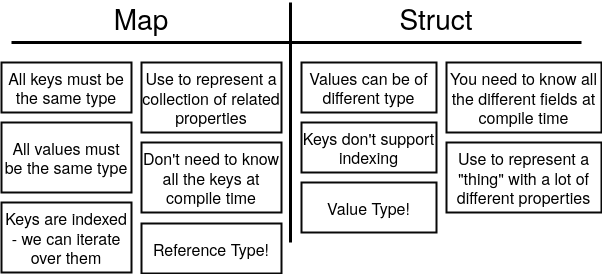 Map
All keys must be
the same type
All values must
be the same type
Keys are indexed
- we can iterate
over them
Use to represent a
collection of related
properties
Don't need to know
all the keys at
compile time
Reference Type!
Struct
Values can be of
different type
Keys don't support
indexing
Value Type!
You need to know all
the different fields at
compile time
Use to represent a
"thing" with a lot of
different properties